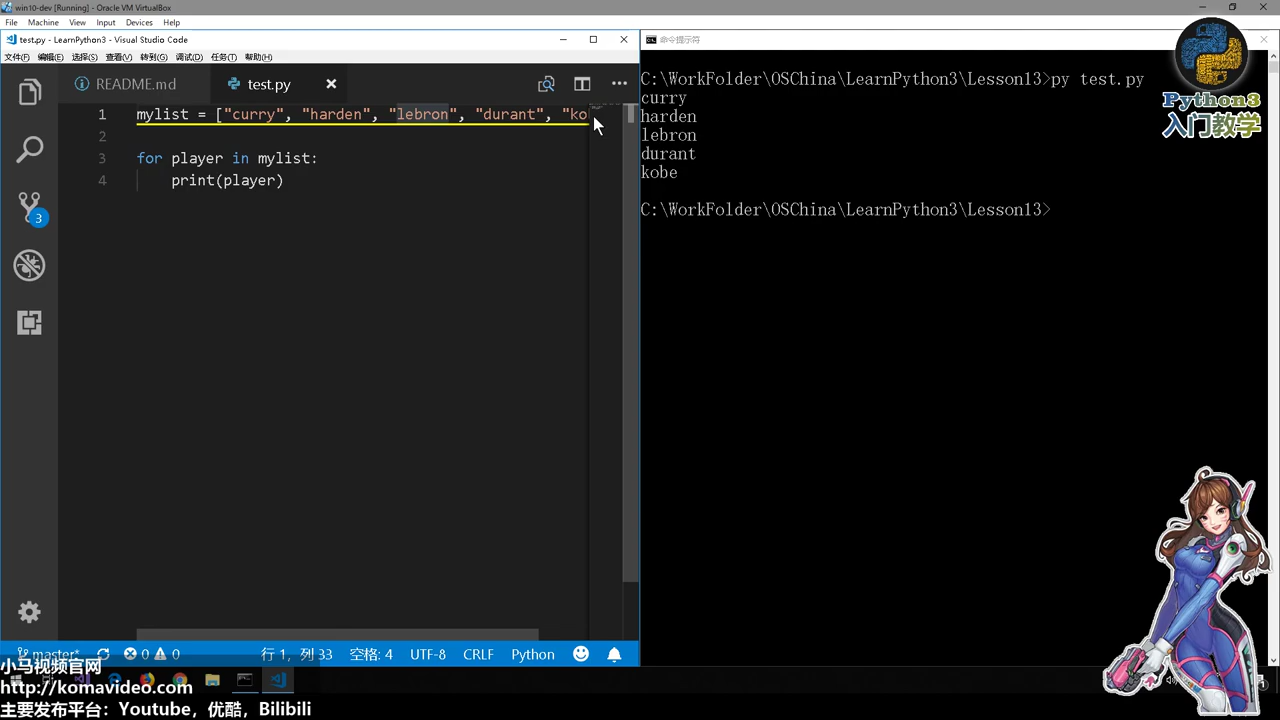 win10-dev [Running] - Oracle VM VirtualBox
File Machine View Input Devices Help
test.py - LearnPython3 - Visual Studio Code
文件(F) 编辑(E) 选择(S) 查看(V) 转到(G) 调试(D) 任务(T) 帮助(H)
README.md test.py
1 mylist = ["curry", "harden", "lebron", "durant", "ko
2
3 for player in mylist:
4 print(player)
3
行 1，列 33 空格: 4 UTF-8 CRLF Python
master* 0 0
命令提示符
C:\WorkFolder\OSChina\LearnPython3\Lesson13>py test.py
curry
harden
lebron
durant
kobe
C:\WorkFolder\OSChina\LearnPython3\Lesson13>
Python3
入门教学
小马视频官网
http://komavideo.com
主要发布平台：Youtube，优酷，Bilibili